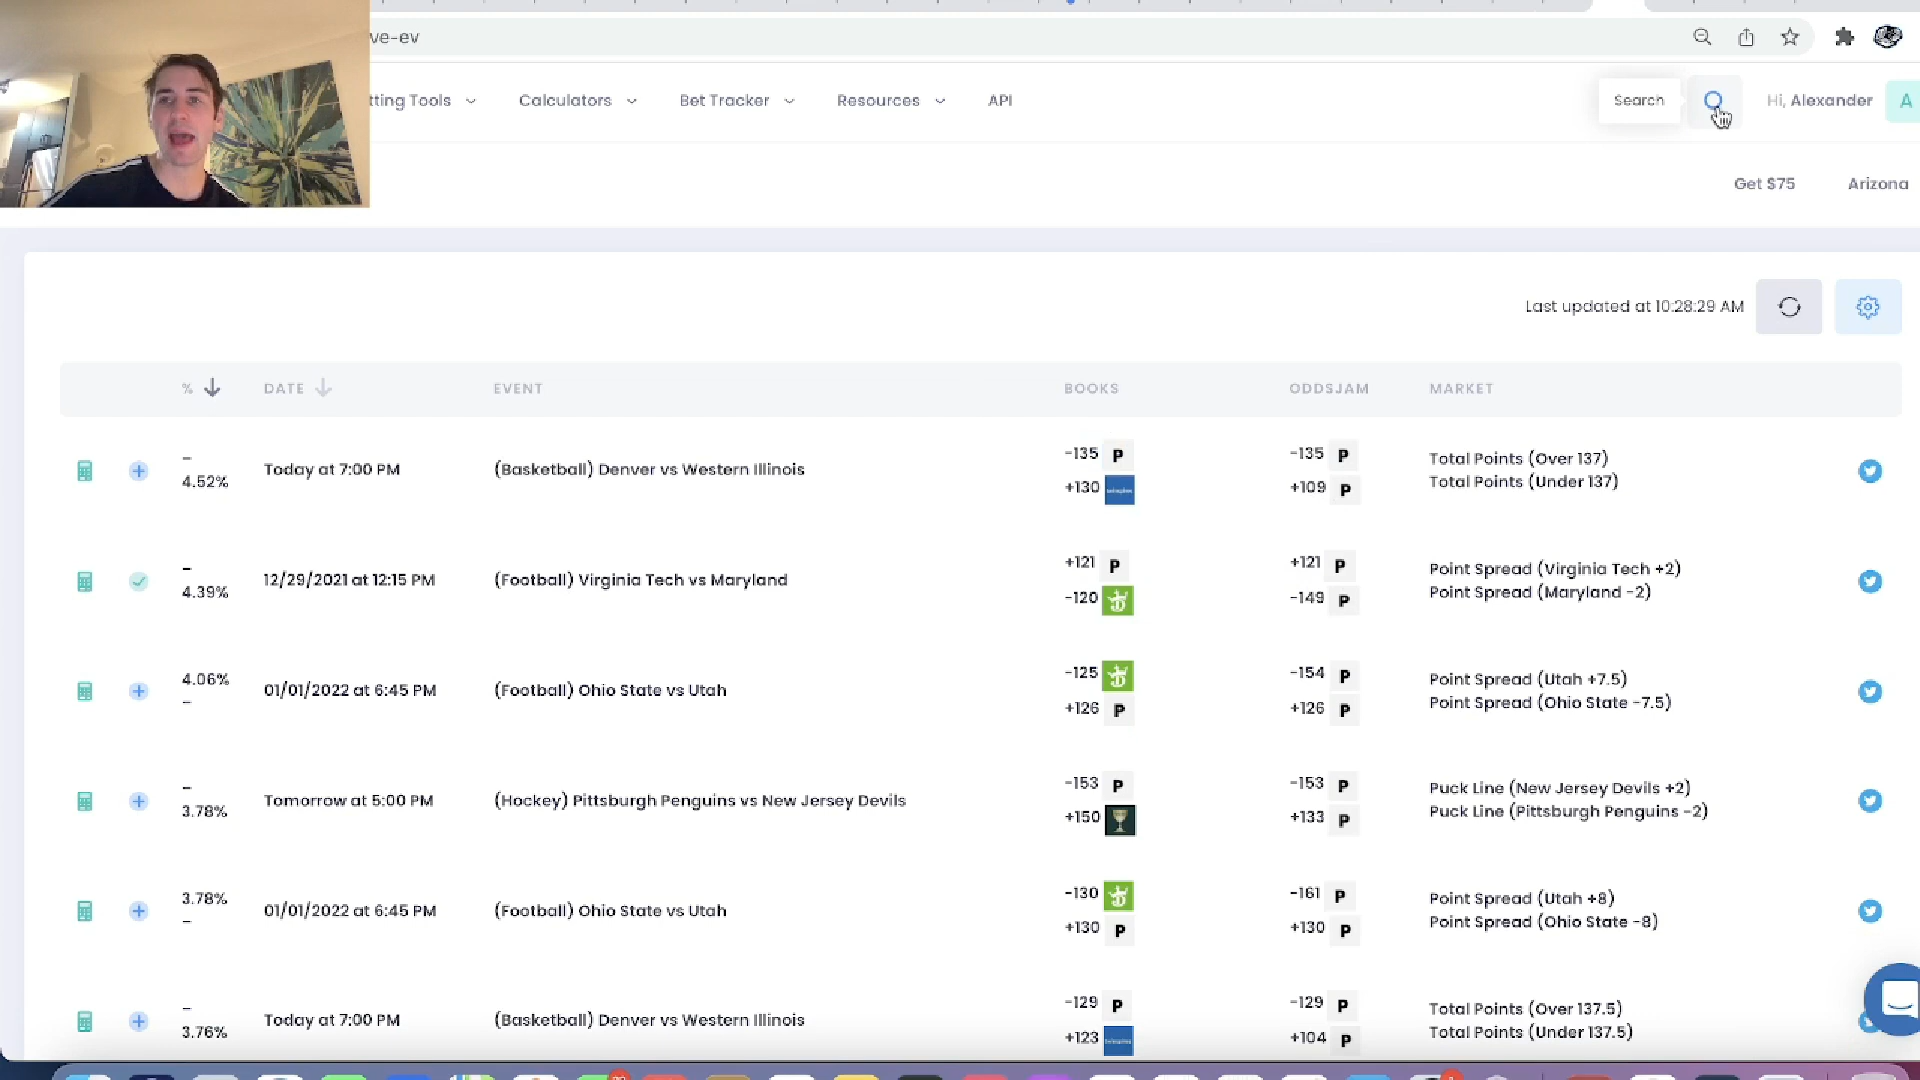 ve-ev
tting Tools Calculators Bet Tracker Resources API Search Hi, Alexander A
Get $75 Arizona
Last updated at 10:28:29 AM
% DATE EVENT BOOKS ODDSJAM MARKET
– -135 P -135 P Total Points (Over 137)
Today at 7:00 PM (Basketball) Denver vs Western Illinois
4.52% +130 +109 P Total Points (Under 137)
– +121 P +121 P Point Spread (Virginia Tech +2)
12/29/2021 at 12:15 PM (Football) Virginia Tech vs Maryland
4.39% -120 -149 P Point Spread (Maryland -2)
4.06% -125 -154 P Point Spread (Utah +7.5)
01/01/2022 at 6:45 PM (Football) Ohio State vs Utah
– +126 P +126 P Point Spread (Ohio State -7.5)
– -153 P -153 P Puck Line (New Jersey Devils +2)
Tomorrow at 5:00 PM (Hockey) Pittsburgh Penguins vs New Jersey Devils
3.78% +150 +133 P Puck Line (Pittsburgh Penguins -2)
3.78% -130 -161 P Point Spread (Utah +8)
01/01/2022 at 6:45 PM (Football) Ohio State vs Utah
– +130 P +130 P Point Spread (Ohio State -8)
– -129 P -129 P Total Points (Over 137.5)
Today at 7:00 PM (Basketball) Denver vs Western Illinois
3.76% +123 +104 P Total Points (Under 137.5)